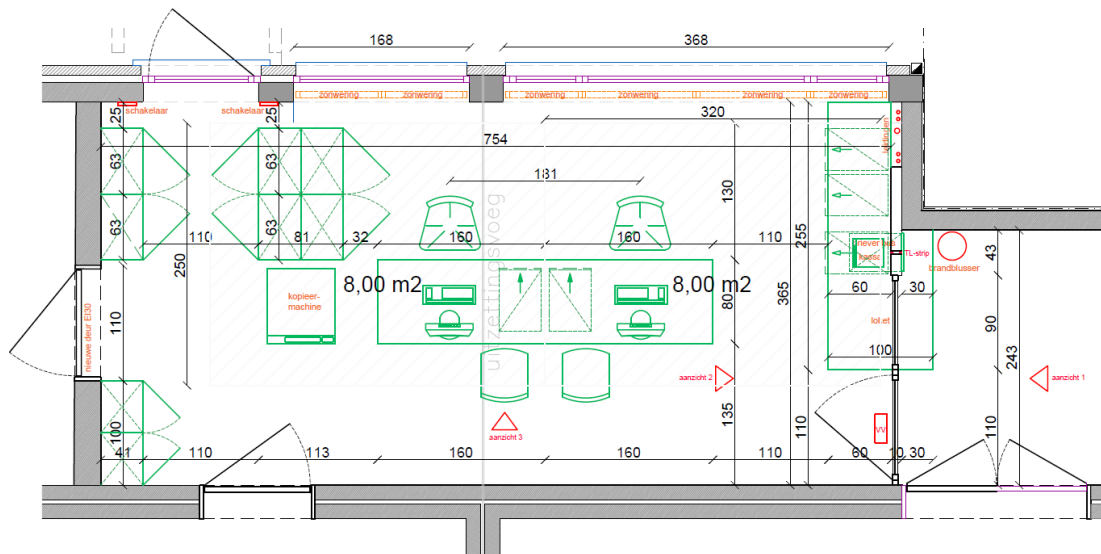 168
368
zonwering
zonwering
zonwering
zonwering
zonwering
zonwering
schakelaar
schakelaar
25
25
320
754
63
63
63
63
181
130
255
365
250
110
81
32
160
160
110
uitzettingsvoeg
8,00 m2
8,00 m2
80
kopieer-
machine
TL-strip
brandblusser
43
60
30
90
243
100
nieuwe deur EI30
110
aanzicht 2
aanzicht 1
aanzicht 3
135
110
110
100
41
110
113
160
160
110
60
10
30